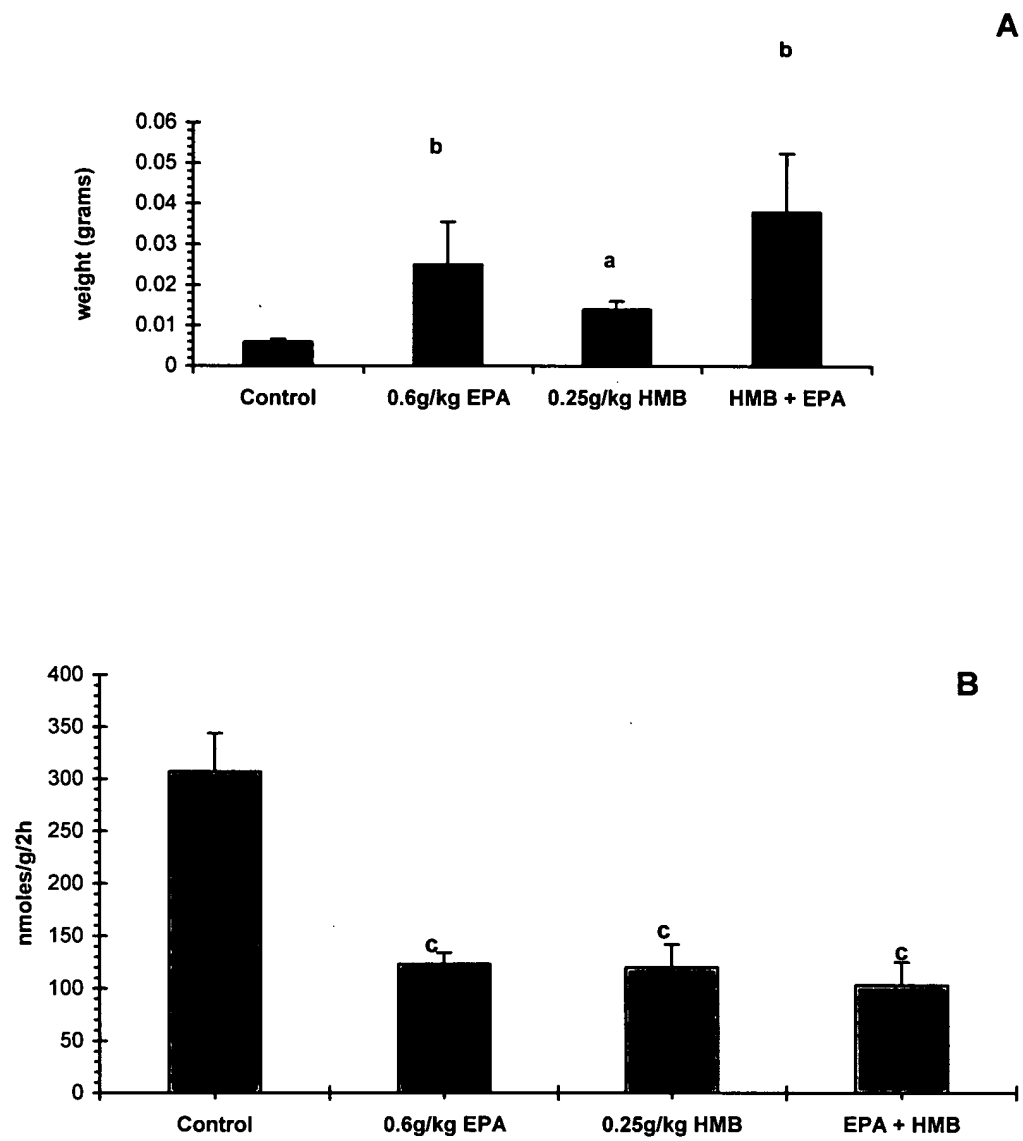 A
b
0.06
b
0.05
0.04
weight (grams)
0.03
a
0.02
0.01
0
Control 0.6g/kg EPA 0.25g/kg HMB HMB + EPA
400
B
350
300
250
nmoles/g/2h
200
150
c c c
100
50
0
Control 0.6g/kg EPA 0.25g/kg HMB EPA + HMB